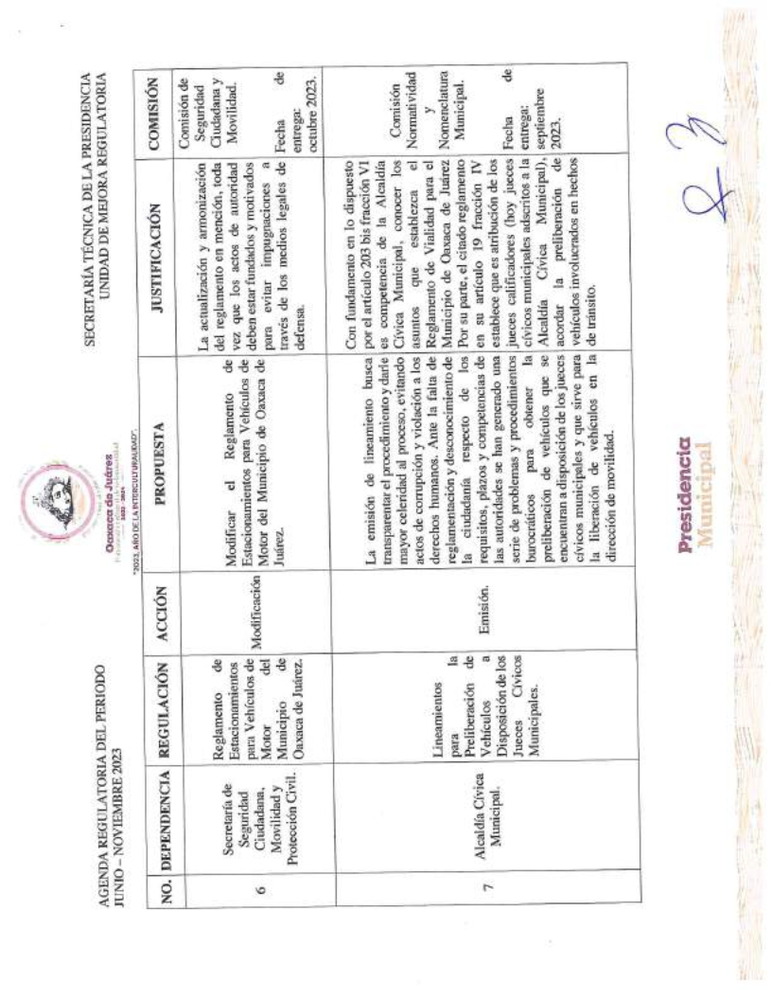 AGENDA REGULATORIA DEL PERIODO
JUNIO – NOVIEMBRE 2023
Oaxaca de Juárez
2022 - 2024
"2023, AÑO DE LA INTERCULTURALIDAD".
SECRETARÍA TÉCNICA DE LA PRESIDENCIA
UNIDAD DE MEJORA REGULATORIA
NO. DEPENDENCIA REGULACIÓN ACCIÓN PROPUESTA JUSTIFICACIÓN COMISIÓN
6
Secretaría de
Seguridad
Ciudadana,
Movilidad y
Protección Civil.
Reglamento de
Estacionamientos
para Vehículos de
Motor del
Municipio de
Oaxaca de Juárez.
Modificación
Modificar el Reglamento de
Estacionamientos para Vehículos de
Motor del Municipio de Oaxaca de
Juárez.
La actualización y armonización
del reglamento en mención, toda
vez que los actos de autoridad
deben estar fundados y motivados
para evitar impugnaciones a
través de los medios legales de
defensa.
Comisión de
Seguridad
Ciudadana y
Movilidad.
Fecha de
entrega:
octubre 2023.
7
Alcaldía Cívica
Municipal.
Lineamientos
para la
Preliberación de
Vehículos a
Disposición de los
Jueces Cívicos
Municipales.
Emisión.
La emisión de lineamiento busca
transparentar el procedimiento y darle
mayor celeridad al proceso, evitando
actos de corrupción y violación a los
derechos humanos. Ante la falta de
reglamentación y desconocimiento de
la ciudadanía respecto de los
requisitos, plazos y competencias de
las autoridades se han generado una
serie de problemas y procedimientos
burocráticos para obtener la
preliberación de vehículos que se
encuentran a disposición de los jueces
cívicos municipales y que sirve para
la liberación de vehículos en la
dirección de movilidad.
Con fundamento en lo dispuesto
por el artículo 203 bis fracción VI
es competencia de la Alcaldía
Cívica Municipal, conocer los
asuntos que establezca el
Reglamento de Vialidad para el
Municipio de Oaxaca de Juárez
Por su parte, el citado reglamento
en su artículo 19 fracción IV
establece que es atribución de los
jueces calificadores (hoy jueces
cívicos municipales adscritos a la
Alcaldía Cívica Municipal),
acordar la preliberación de
vehículos involucrados en hechos
de tránsito.
Comisión
Normatividad
y
Nomenclatura
Municipal.
Fecha de
entrega:
septiembre
2023.
Presidencia
Municipal